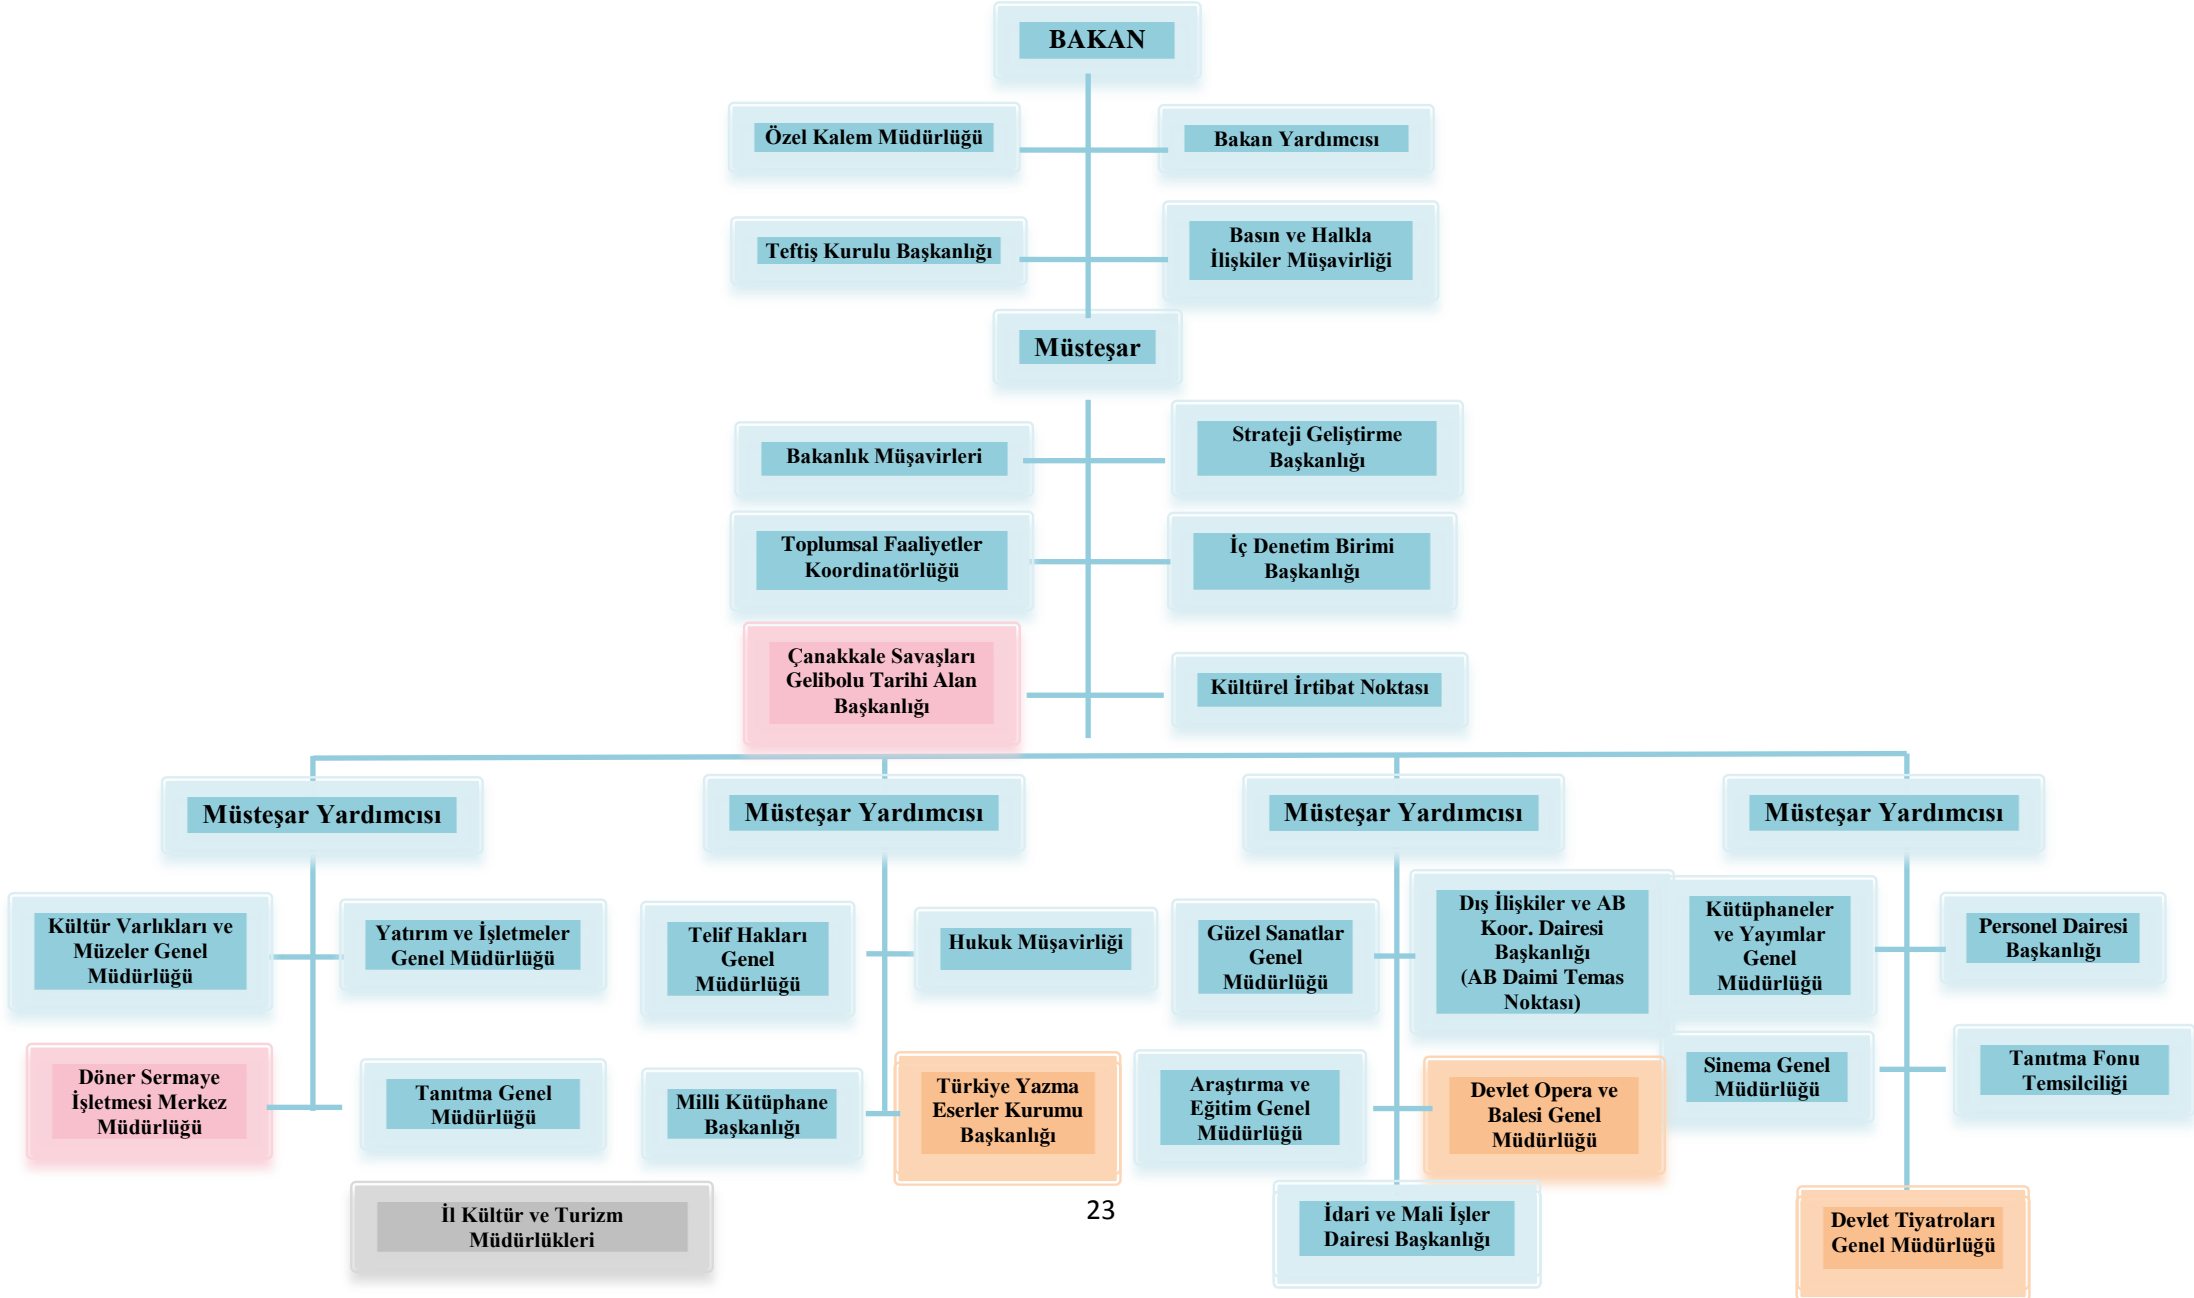 BAKAN
Özel Kalem Müdürlüğü
Bakan Yardımcısı
Teftiş Kurulu Başkanlığı
Basın ve Halkla
İlişkiler Müşavirliği
Müsteşar
Bakanlık Müşavirleri
Strateji Geliştirme
Başkanlığı
Toplumsal Faaliyetler
Koordinatörlüğü
İç Denetim Birimi
Başkanlığı
Çanakkale Savaşları
Gelibolu Tarihi Alan
Başkanlığı
Kültürel İrtibat Noktası
Müsteşar Yardımcısı
Müsteşar Yardımcısı
Müsteşar Yardımcısı
Müsteşar Yardımcısı
Kültür Varlıkları ve
Müzeler Genel
Müdürlüğü
Yatırım ve İşletmeler
Genel Müdürlüğü
Telif Hakları
Genel
Müdürlüğü
Hukuk Müşavirliği
Güzel Sanatlar
Genel
Müdürlüğü
Dış İlişkiler ve AB
Koor. Dairesi
Başkanlığı
(AB Daimi Temas
Noktası)
Kütüphaneler
ve Yayımlar
Genel
Müdürlüğü
Personel Dairesi
Başkanlığı
Döner Sermaye
İşletmesi Merkez
Müdürlüğü
Tanıtma Genel
Müdürlüğü
Milli Kütüphane
Başkanlığı
Türkiye Yazma
Eserler Kurumu
Başkanlığı
Araştırma ve
Eğitim Genel
Müdürlüğü
Devlet Opera ve
Balesi Genel
Müdürlüğü
Sinema Genel
Müdürlüğü
Tanıtma Fonu
Temsilciliği
İl Kültür ve Turizm
Müdürlükleri
23
İdari ve Mali İşler
Dairesi Başkanlığı
Devlet Tiyatroları
Genel Müdürlüğü